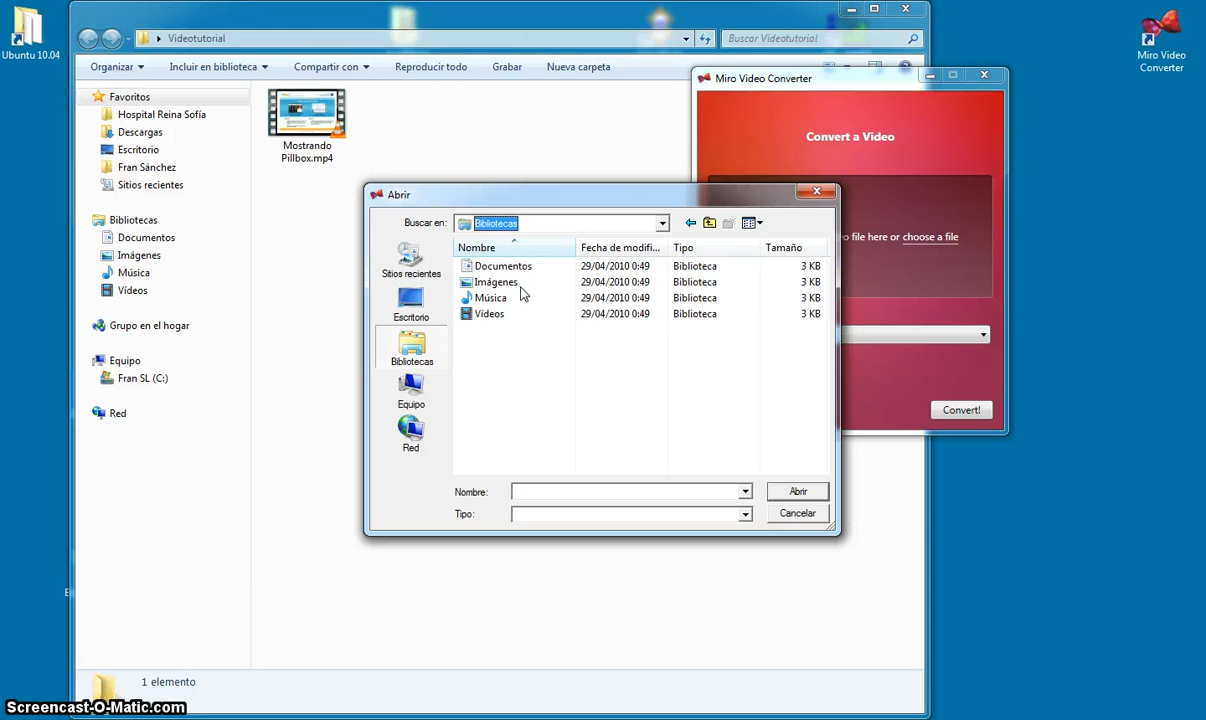 Ubuntu 10.04
Videotutorial
Buscar Videotutorial
Organizar
Incluir en biblioteca
Compartir con
Reproducir todo
Grabar
Nueva carpeta
Favoritos
Hospital Reina Sofía
Descargas
Escritorio
Fran Sánchez
Sitios recientes
Bibliotecas
Documentos
Imágenes
Música
Vídeos
Grupo en el hogar
Equipo
Fran SL (C:)
Red
Mostrando
Pillbox.mp4
1 elemento
Miro Video Converter
Convert a Video
file here or choose a file
Convert!
Abrir
Buscar en: Bibliotecas
Nombre Fecha de modifi... Tipo Tamaño
Documentos 29/04/2010 0:49 Biblioteca 3 KB
Imágenes 29/04/2010 0:49 Biblioteca 3 KB
Música 29/04/2010 0:49 Biblioteca 3 KB
Vídeos 29/04/2010 0:49 Biblioteca 3 KB
Sitios recientes
Escritorio
Bibliotecas
Equipo
Red
Nombre:
Abrir
Tipo:
Cancelar
Miro Video
Converter
Screencast-O-Matic.com